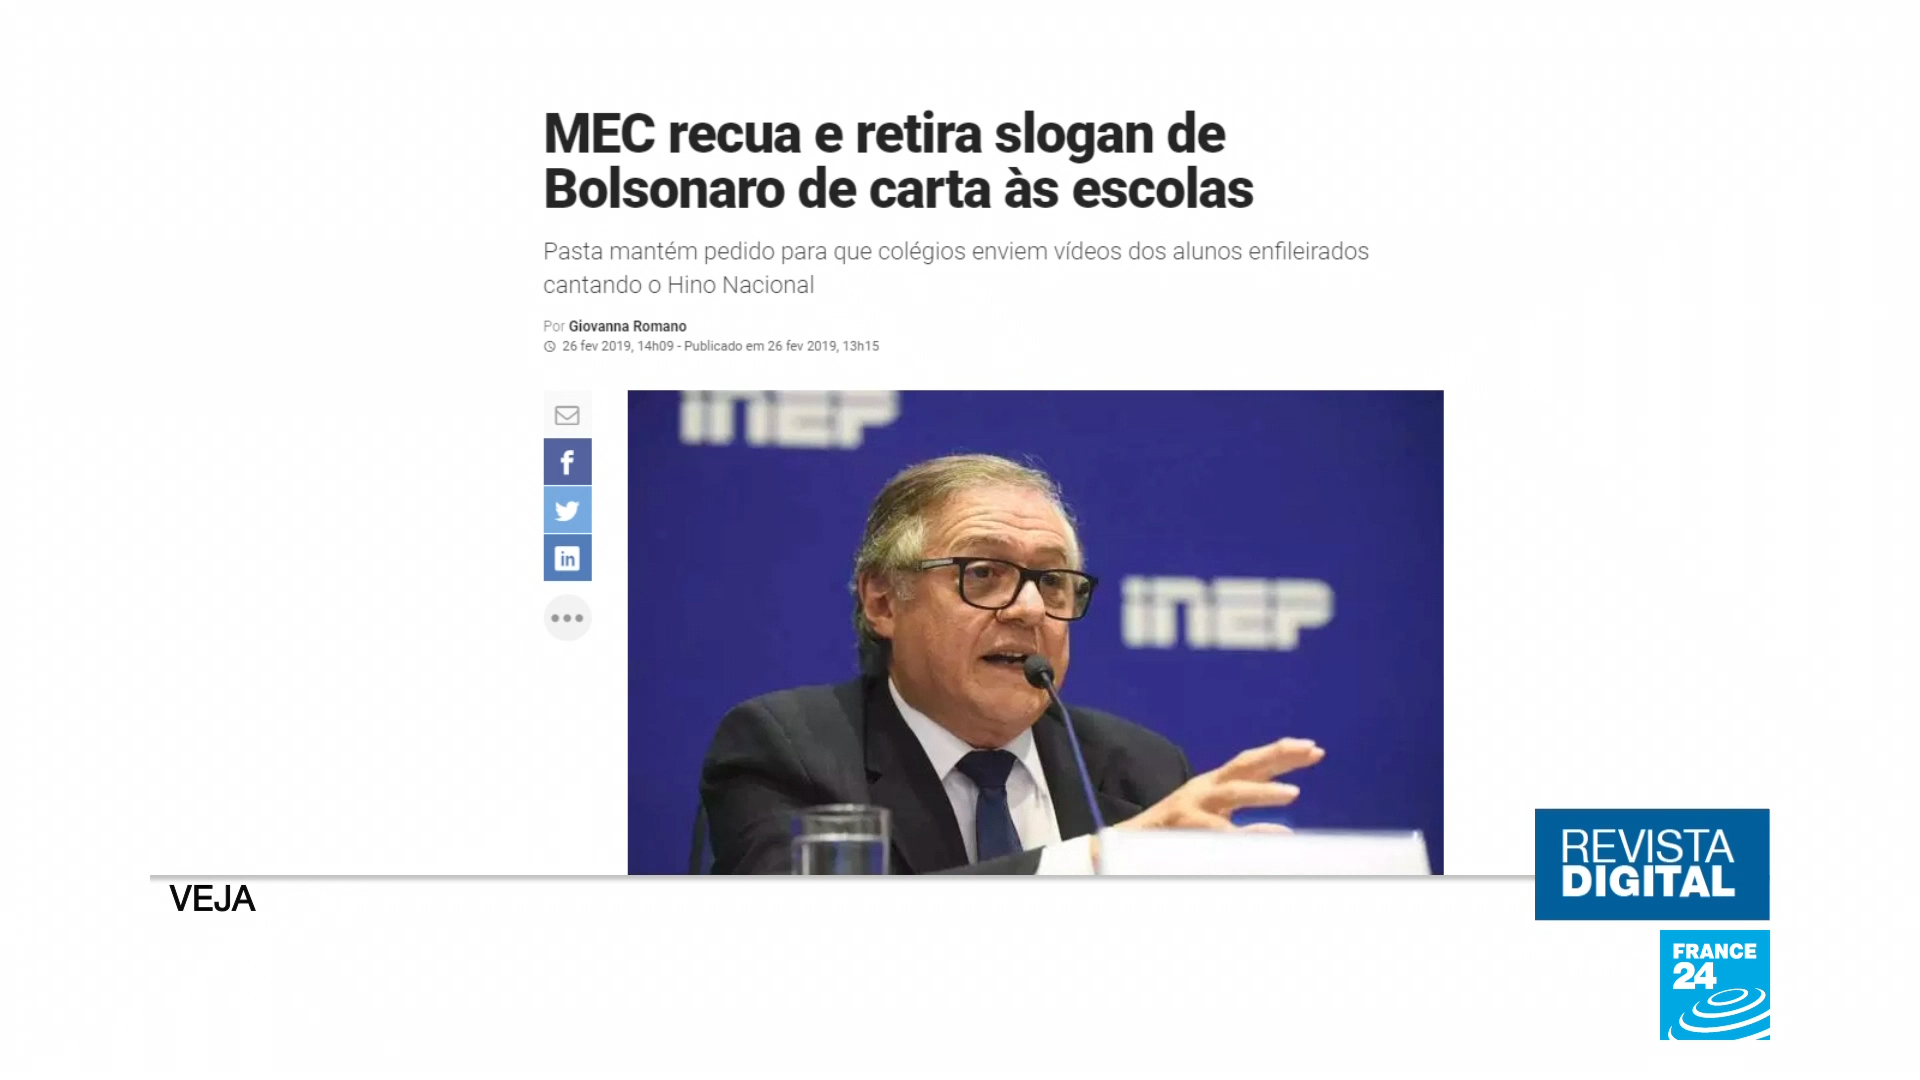 MEC recua e retira slogan de
Bolsonaro de carta às escolas
Pasta mantém pedido para que colégios enviem vídeos dos alunos enfileirados
cantando o Hino Nacional
Por Giovanna Romano
26 fev 2019, 14h09 - Publicado em 26 fev 2019, 13h15
f
in
inep
inep
VEJA
REVISTA
DIGITAL
FRANCE
24